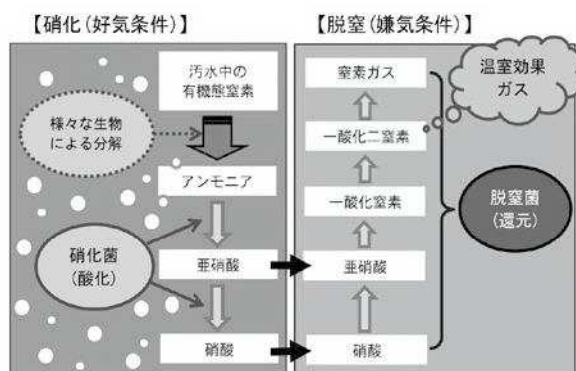 【硝化（好気条件）】
汚水中の
有機態窒素
様々な生物
による分解
アンモニア
硝化菌
（酸化）
亜硝酸
硝酸
【脱窒（嫌気条件）】
窒素ガス
温室効果
ガス
一酸化二窒素
一酸化窒素
脱窒菌
（還元）
亜硝酸
硝酸